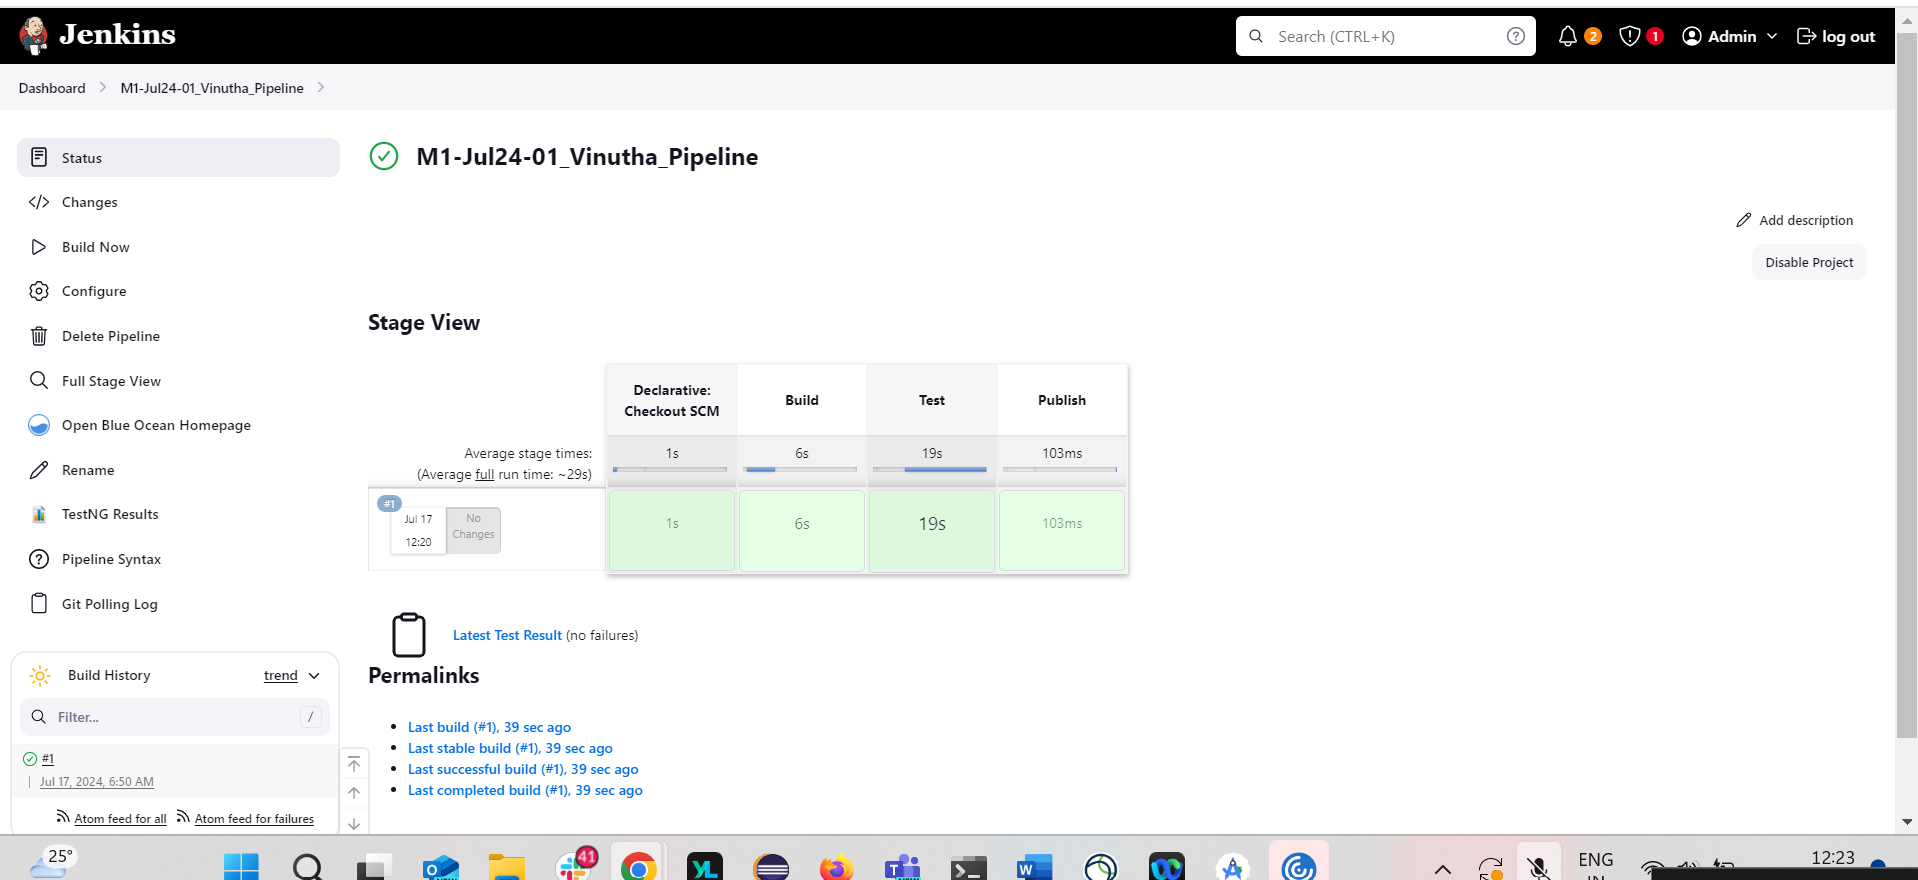 Jenkins
Search (CTRL+K)
2
1
Admin
log out
Dashboard
M1-Jul24-01_Vinutha_Pipeline
Status
Changes
Build Now
Configure
Delete Pipeline
Full Stage View
Open Blue Ocean Homepage
Rename
TestNG Results
Pipeline Syntax
Git Polling Log
Build History
trend
Filter...
/
#1
Jul 17, 2024, 6:50 AM
Atom feed for all
Atom feed for failures
M1-Jul24-01_Vinutha_Pipeline
Add description
Disable Project
Stage View
Declarative:
Checkout SCM
Build
Test
Publish
Average stage times:
(Average full run time: ~29s)
1s
6s
19s
103ms
#1
Jul 17
12:20
No
Changes
1s
6s
19s
103ms
Latest Test Result (no failures)
Permalinks
Last build (#1), 39 sec ago
Last stable build (#1), 39 sec ago
Last successful build (#1), 39 sec ago
Last completed build (#1), 39 sec ago
25°
41
YL
W
ENG
12:23